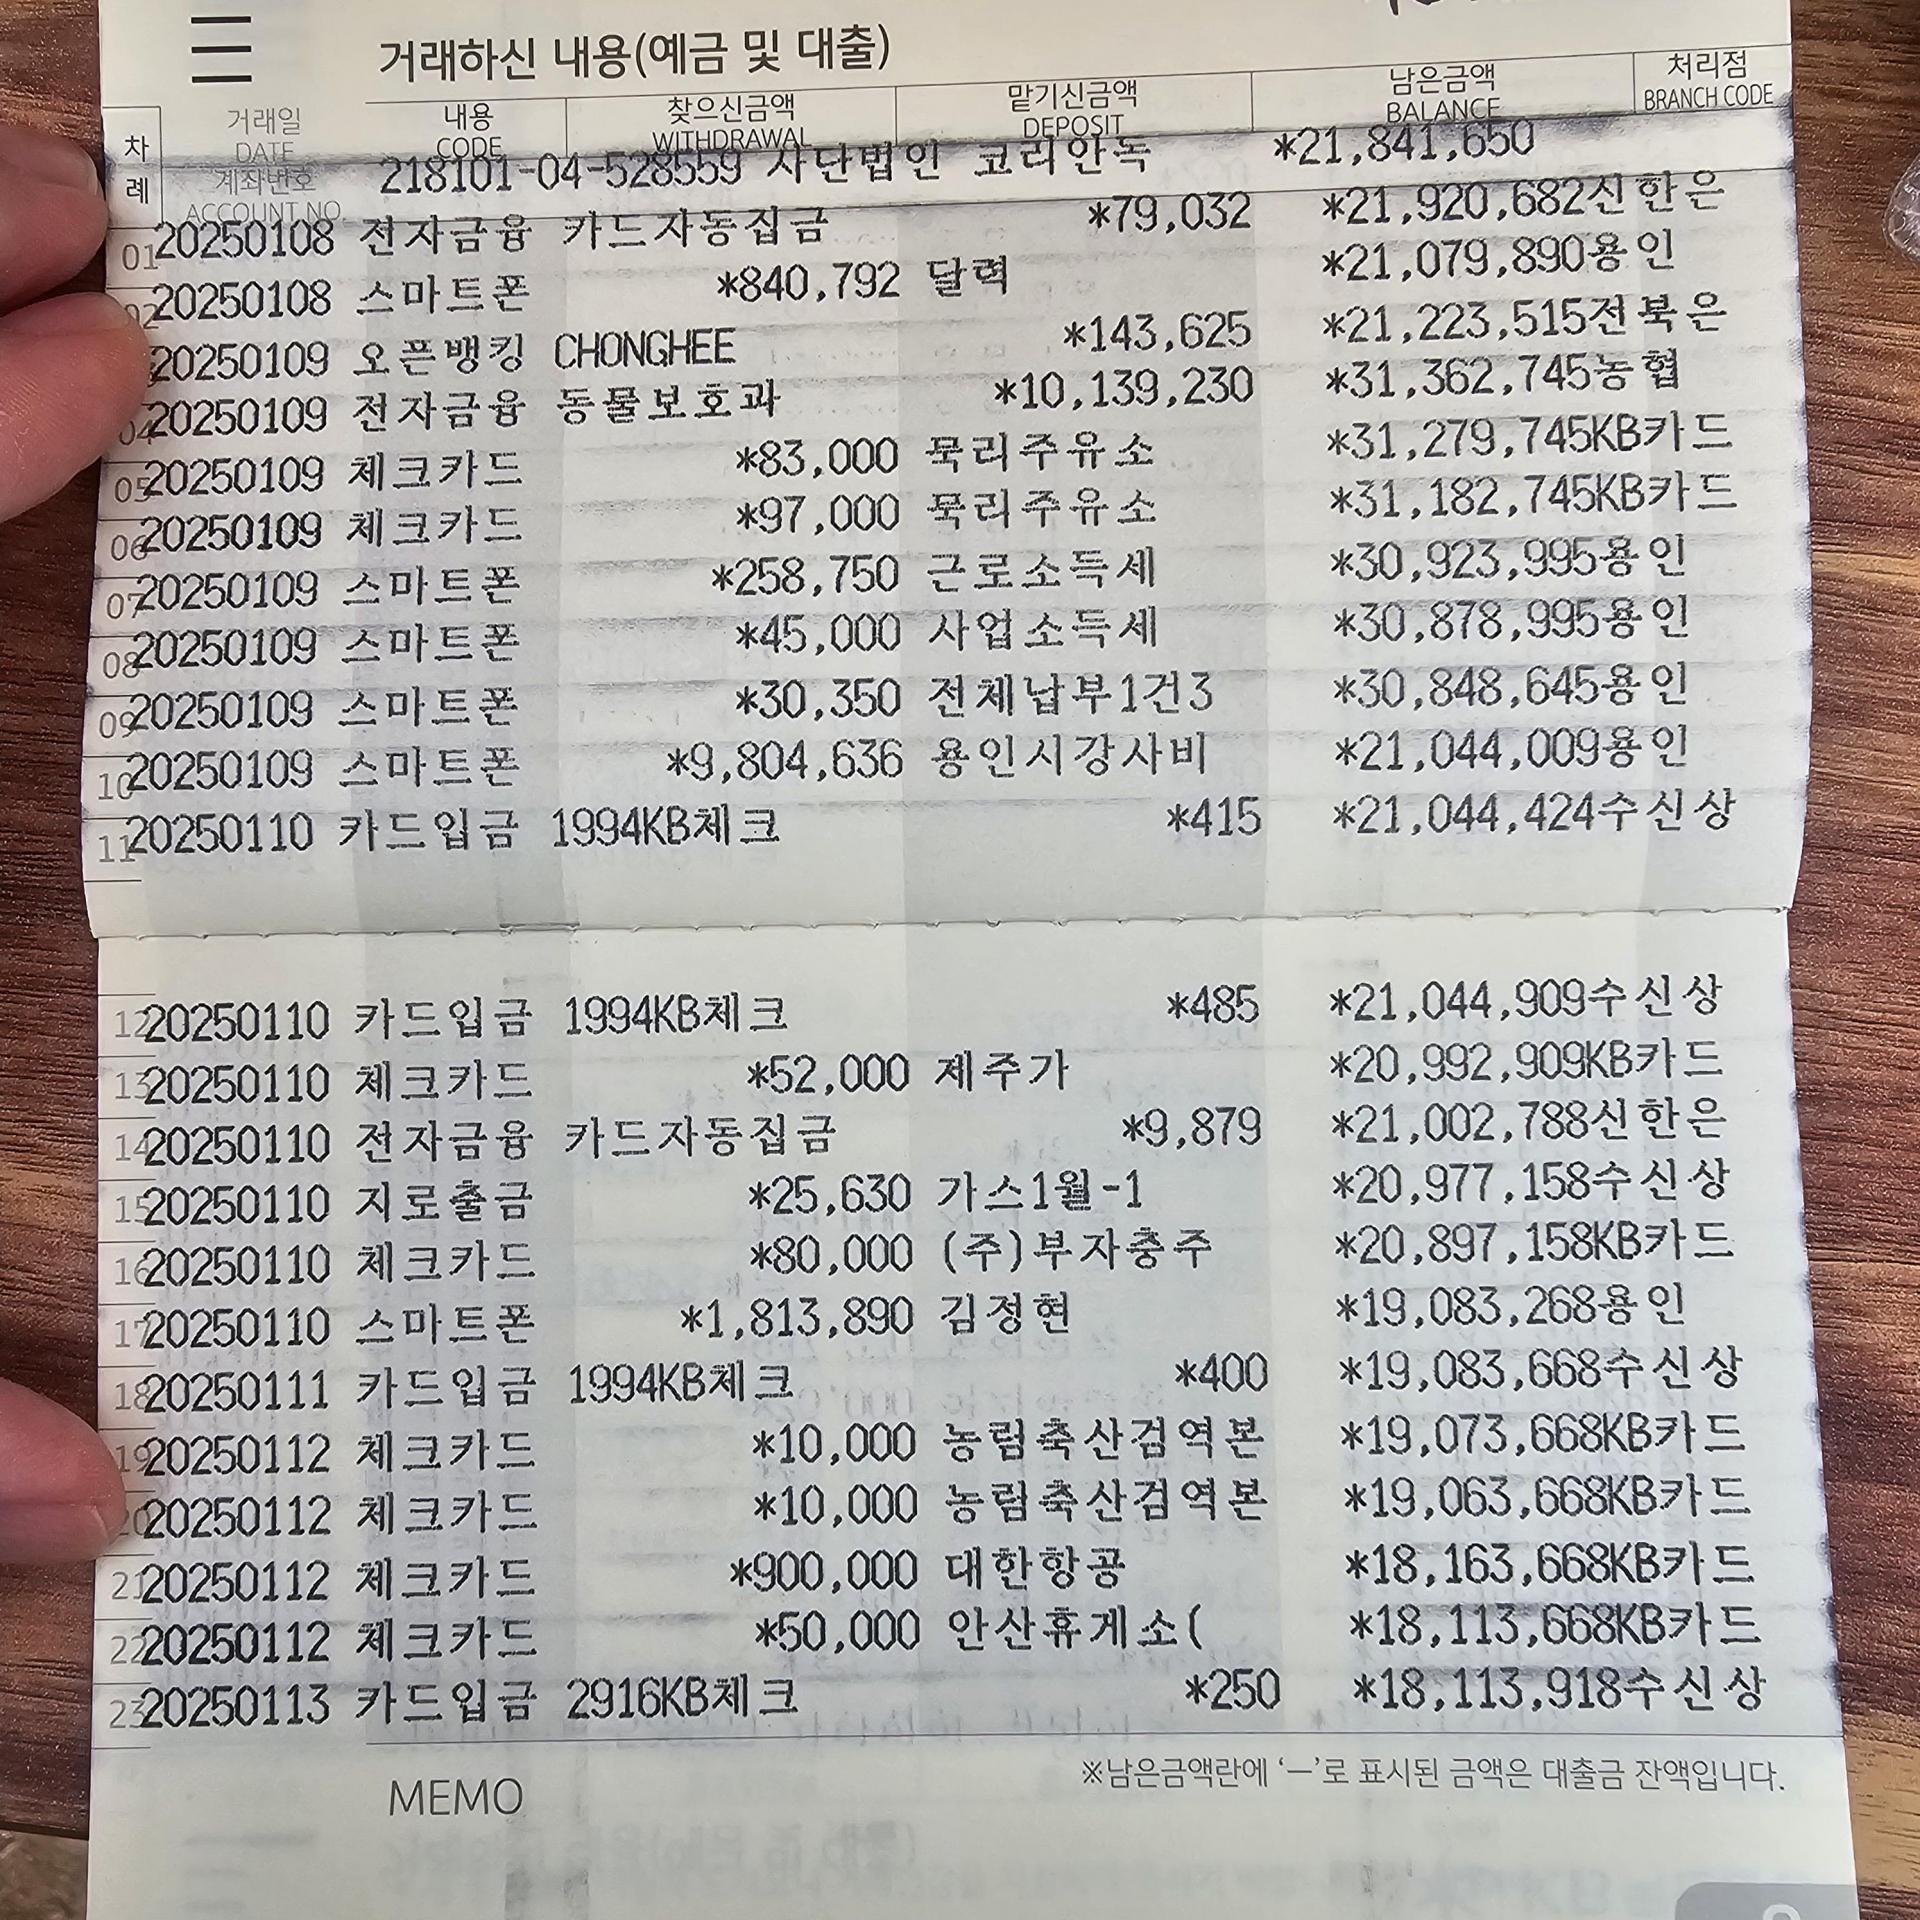 거래하신 내용(예금 및 대출)
차례 거래일 DATE 계좌번호 ACCOUNT NO. 내용 CODE 찾으신금액 WITHDRAWAL 맡기신금액 DEPOSIT 남은금액 BALANCE 처리점 BRANCH CODE
218101-04-528559 사단법인 코리안독 *21,841,650
01 20250108 전자금융 카드자동집금 *79,032 *21,920,682신한은
02 20250108 스마트폰 *840,792 달력 *21,079,890용인
20250109 오픈뱅킹 CHONGHEE *143,625 *21,223,515전북은
04 20250109 전자금융 동물보호과 *10,139,230 *31,362,745농협
05 20250109 체크카드 *83,000 묵리주유소 *31,279,745KB카드
06 20250109 체크카드 *97,000 묵리주유소 *31,182,745KB카드
07 20250109 스마트폰 *258,750 근로소득세 *30,923,995용인
08 20250109 스마트폰 *45,000 사업소득세 *30,878,995용인
09 20250109 스마트폰 *30,350 전체납부1건3 *30,848,645용인
10 20250109 스마트폰 *9,804,636 용인시강사비 *21,044,009용인
11 20250110 카드입금 1994KB체크 *415 *21,044,424수신상
12 20250110 카드입금 1994KB체크 *485 *21,044,909수신상
13 20250110 체크카드 *52,000 제주가 *20,992,909KB카드
14 20250110 전자금융 카드자동집금 *9,879 *21,002,788신한은
15 20250110 지로출금 *25,630 가스1월-1 *20,977,158수신상
16 20250110 체크카드 *80,000 (주)부자충주 *20,897,158KB카드
17 20250110 스마트폰 *1,813,890 김정현 *19,083,268용인
18 20250111 카드입금 1994KB체크 *400 *19,083,668수신상
19 20250112 체크카드 *10,000 농림축산검역본 *19,073,668KB카드
20 20250112 체크카드 *10,000 농림축산검역본 *19,063,668KB카드
21 20250112 체크카드 *900,000 대한항공 *18,163,668KB카드
22 20250112 체크카드 *50,000 안산휴게소( *18,113,668KB카드
23 20250113 카드입금 2916KB체크 *250 *18,113,918수신상
※남은금액란에 ‘—’로 표시된 금액은 대출금 잔액입니다.
MEMO